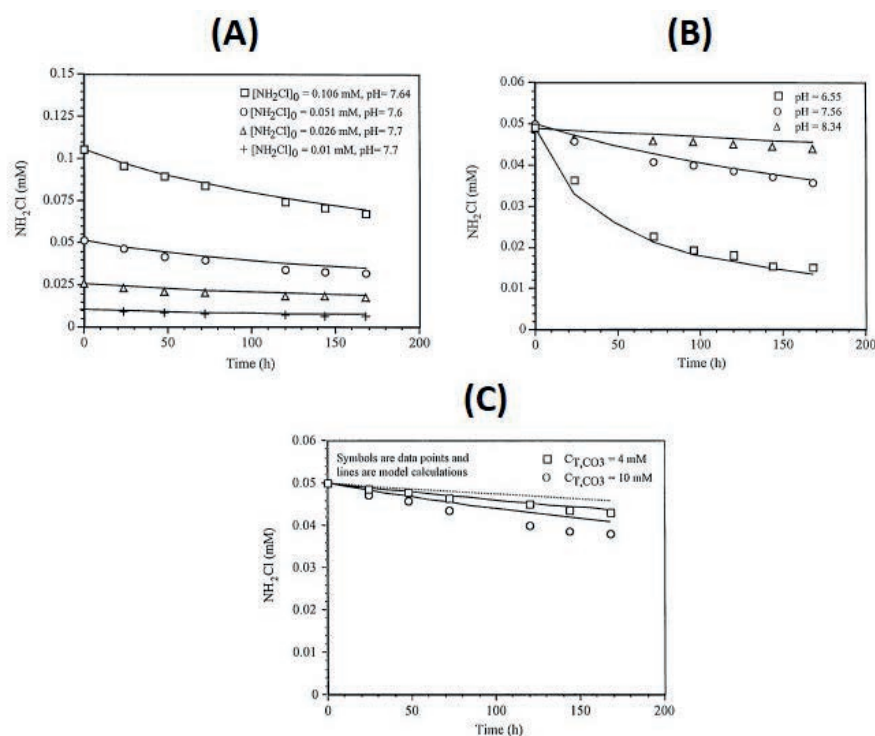 (A)
0.15
0.1
0.075
0.05
0.025
0
NH₂Cl (mM)
0
50
100
150
200
Time (h)
[NH₂Cl]₀ = 0.106 mM, pH= 7.64
[NH₂Cl]₀ = 0.051 mM, pH= 7.6
[NH₂Cl]₀ = 0.026 mM, pH= 7.7
[NH₂Cl]₀ = 0.01 mM, pH= 7.7
(B)
0.06
0.05
0.04
0.03
0.02
0.01
0
NH₂Cl (mM)
0
50
100
150
200
Time (h)
pH = 6.55
pH = 7.56
pH = 8.34
(C)
0.06
0.05
0.04
0.03
0.02
0.01
0
NH₂Cl (mM)
0
50
100
150
200
Time (h)
Symbols are data points and
lines are model calculations
C_T,CO3 = 4 mM
C_T,CO3 = 10 mM